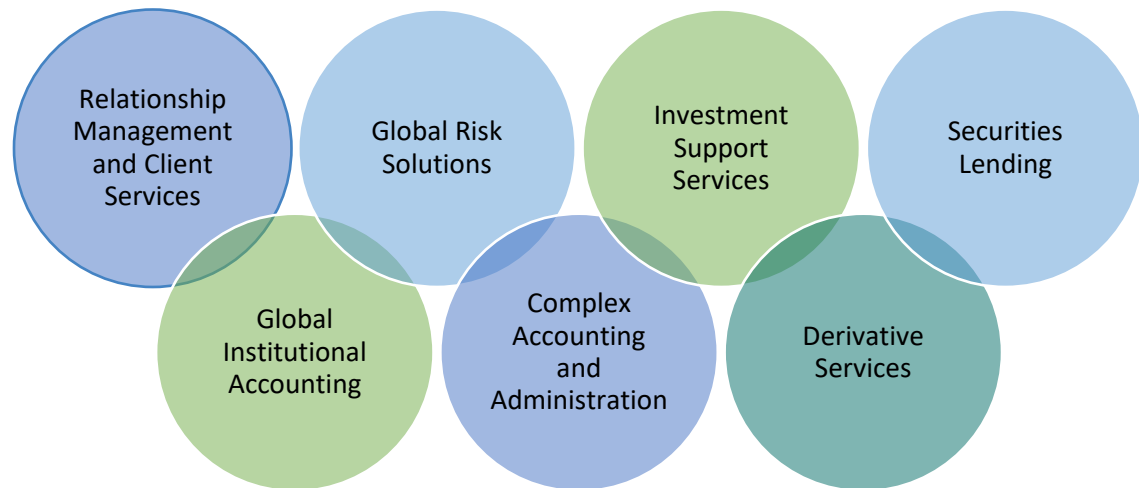 Relationship
Management
and Client
Services
Global Risk
Solutions
Investment
Support
Services
Securities
Lending
Global
Institutional
Accounting
Complex
Accounting
and
Administration
Derivative
Services